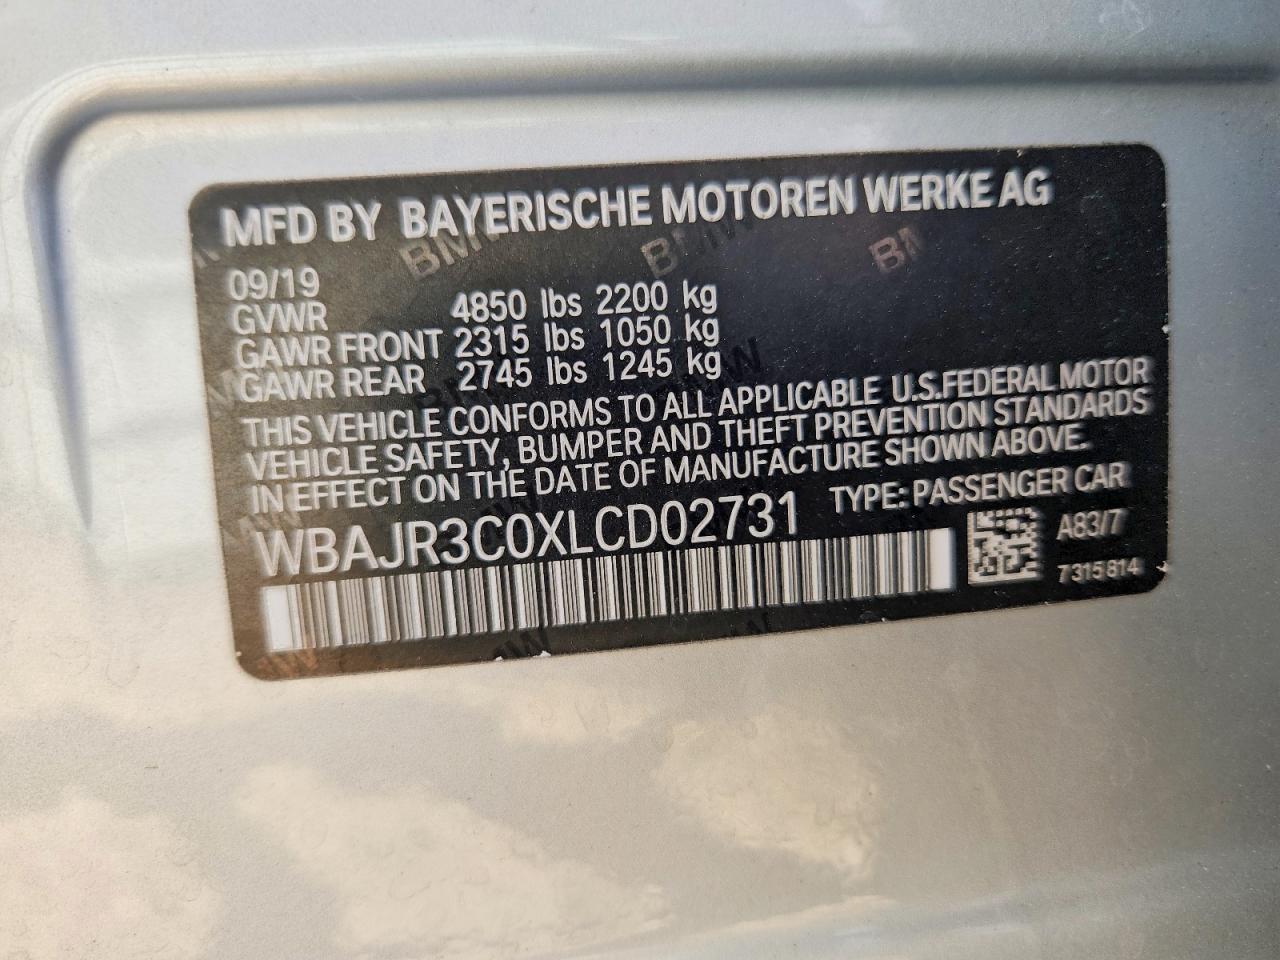 MFD BY BAYERISCHE MOTOREN WERKE AG
09/19
GVWR 4850 lbs 2200 kg
GAWR FRONT 2315 lbs 1050 kg
GAWR REAR 2745 lbs 1245 kg
THIS VEHICLE CONFORMS TO ALL APPLICABLE U.S.FEDERAL MOTOR
VEHICLE SAFETY, BUMPER AND THEFT PREVENTION STANDARDS
IN EFFECT ON THE DATE OF MANUFACTURE SHOWN ABOVE.
WBAJR3C0XLCD02731 TYPE: PASSENGER CAR
A83/7
7315814